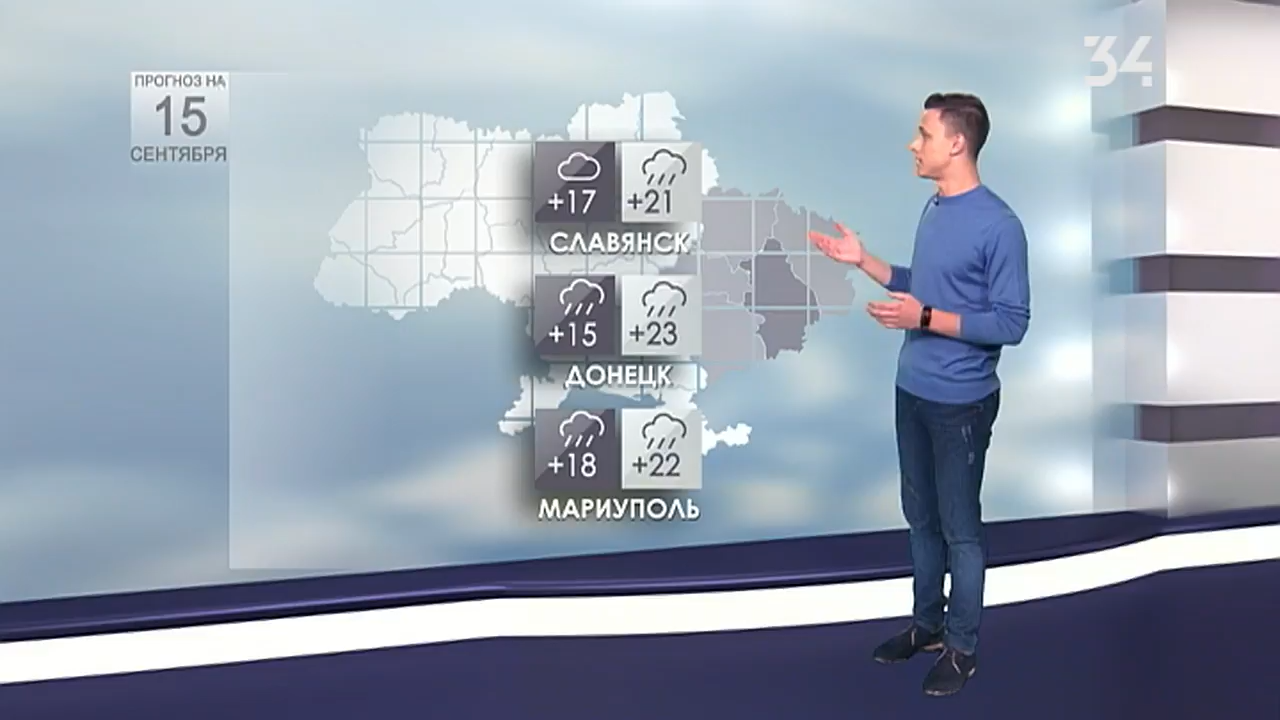 ПРОГНОЗ НА
15
СЕНТЯБРЯ
34
+17 +21
СЛАВЯНСК
+15 +23
ДОНЕЦК
+18 +22
МАРИУПОЛЬ